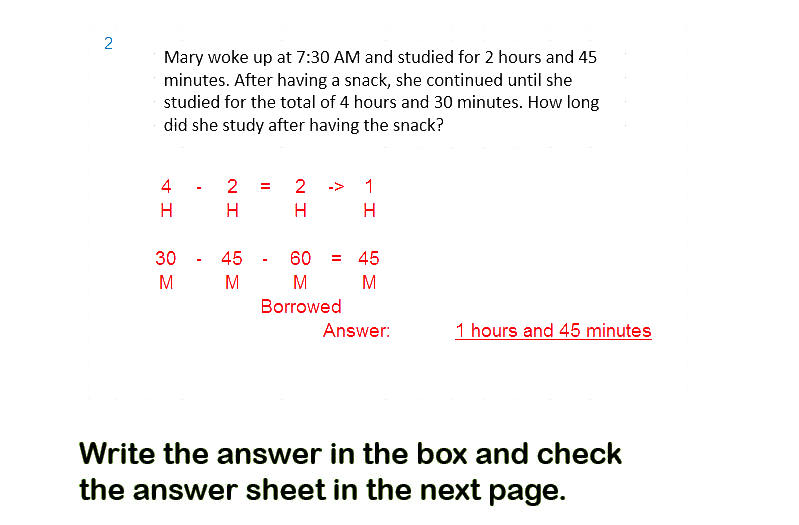 2
Mary woke up at 7:30 AM and studied for 2 hours and 45
minutes. After having a snack, she continued until she
studied for the total of 4 hours and 30 minutes. How long
did she study after having the snack?
4 - 2 = 2 -> 1
H H H H
30 - 45 - 60 = 45
M M M M
Borrowed
Answer: 1 hours and 45 minutes
Write the answer in the box and check
the answer sheet in the next page.